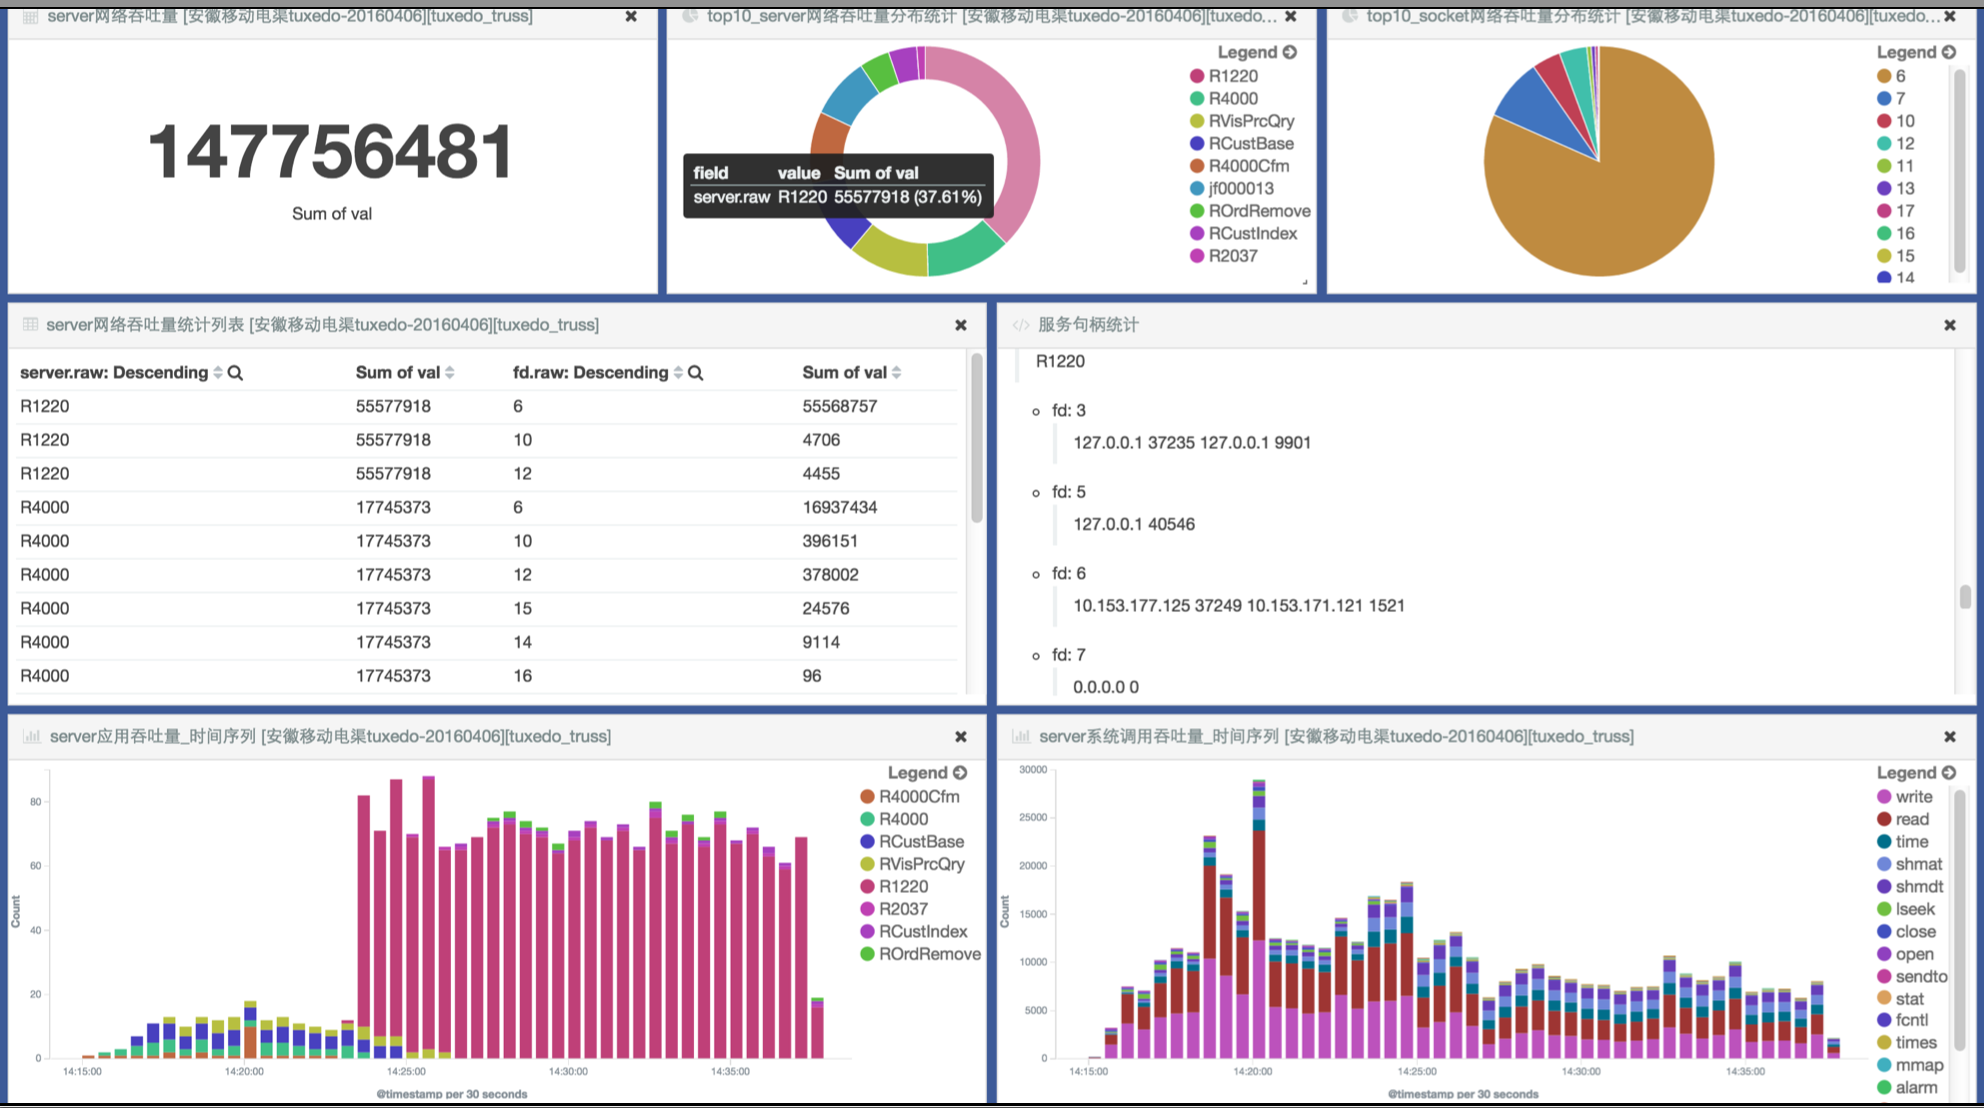 server网络吞吐量 [安徽移动电渠tuxedo-20160406][tuxedo_truss]
147756481
Sum of val
top10_server网络吞吐量分布统计 [安徽移动电渠tuxedo-20160406][tuxedo...
Legend
R1220
R4000
RVisPrcQry
RCustBase
R4000Cfm
jf000013
ROrdRemove
RCustIndex
R2037
field value Sum of val
server.raw R1220 55577918 (37.61%)
top10_socket网络吞吐量分布统计 [安徽移动电渠tuxedo-20160406][tuxedo...
Legend
6
7
10
12
11
13
17
16
15
14
server网络吞吐量统计列表 [安徽移动电渠tuxedo-20160406][tuxedo_truss]
server.raw: Descending Sum of val fd.raw: Descending Sum of val
R1220 55577918 6 55568757
R1220 55577918 10 4706
R1220 55577918 12 4455
R4000 17745373 6 16937434
R4000 17745373 10 396151
R4000 17745373 12 378002
R4000 17745373 15 24576
R4000 17745373 14 9114
R4000 17745373 16 96
服务句柄统计
R1220
fd: 3
127.0.0.1 37235 127.0.0.1 9901
fd: 5
127.0.0.1 40546
fd: 6
10.153.177.125 37249 10.153.171.121 1521
fd: 7
0.0.0.0 0
server应用吞吐量_时间序列 [安徽移动电渠tuxedo-20160406][tuxedo_truss]
Legend
R4000Cfm
R4000
RCustBase
RVisPrcQry
R1220
R2037
RCustIndex
ROrdRemove
Count
80
60
40
20
0
14:15:00 14:20:00 14:25:00 14:30:00 14:35:00
@timestamp per 30 seconds
server系统调用吞吐量_时间序列 [安徽移动电渠tuxedo-20160406][tuxedo_truss]
Legend
write
read
time
shmat
shmdt
lseek
close
open
sendto
stat
fcntl
times
mmap
alarm
Count
30000
25000
20000
15000
10000
5000
0
14:15:00 14:20:00 14:25:00 14:30:00 14:35:00
@timestamp per 30 seconds